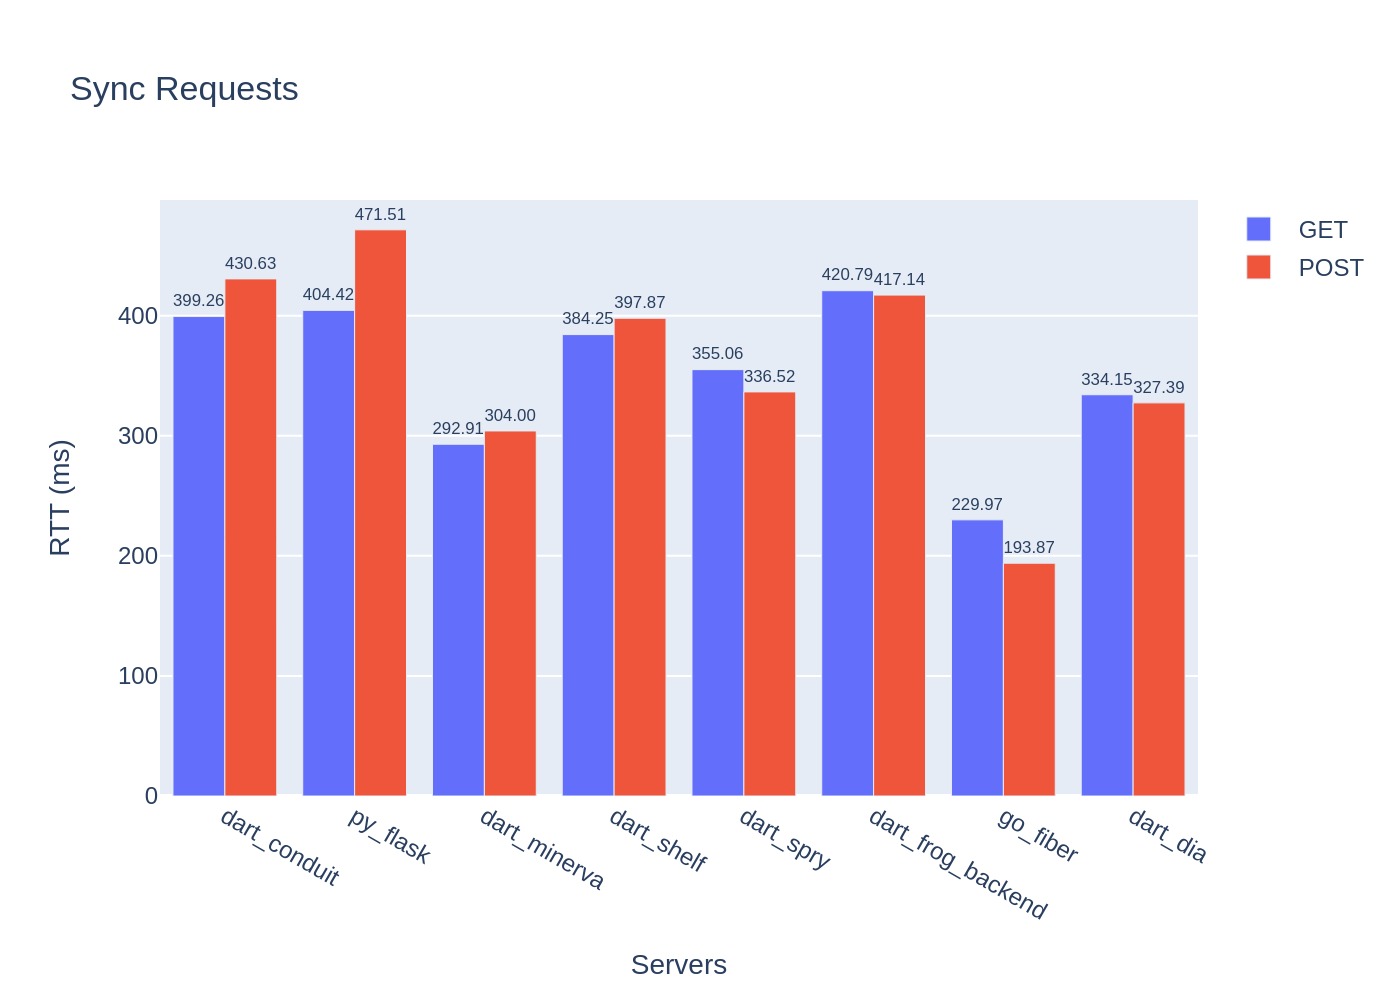 Sync Requests
GET
POST
RTT (ms)
400
300
200
100
0
399.26
430.63
404.42
471.51
292.91
304.00
384.25
397.87
355.06
336.52
420.79
417.14
229.97
193.87
334.15
327.39
dart_conduit
py_flask
dart_minerva
dart_shelf
dart_spry
dart_frog_backend
go_fiber
dart_dia
Servers